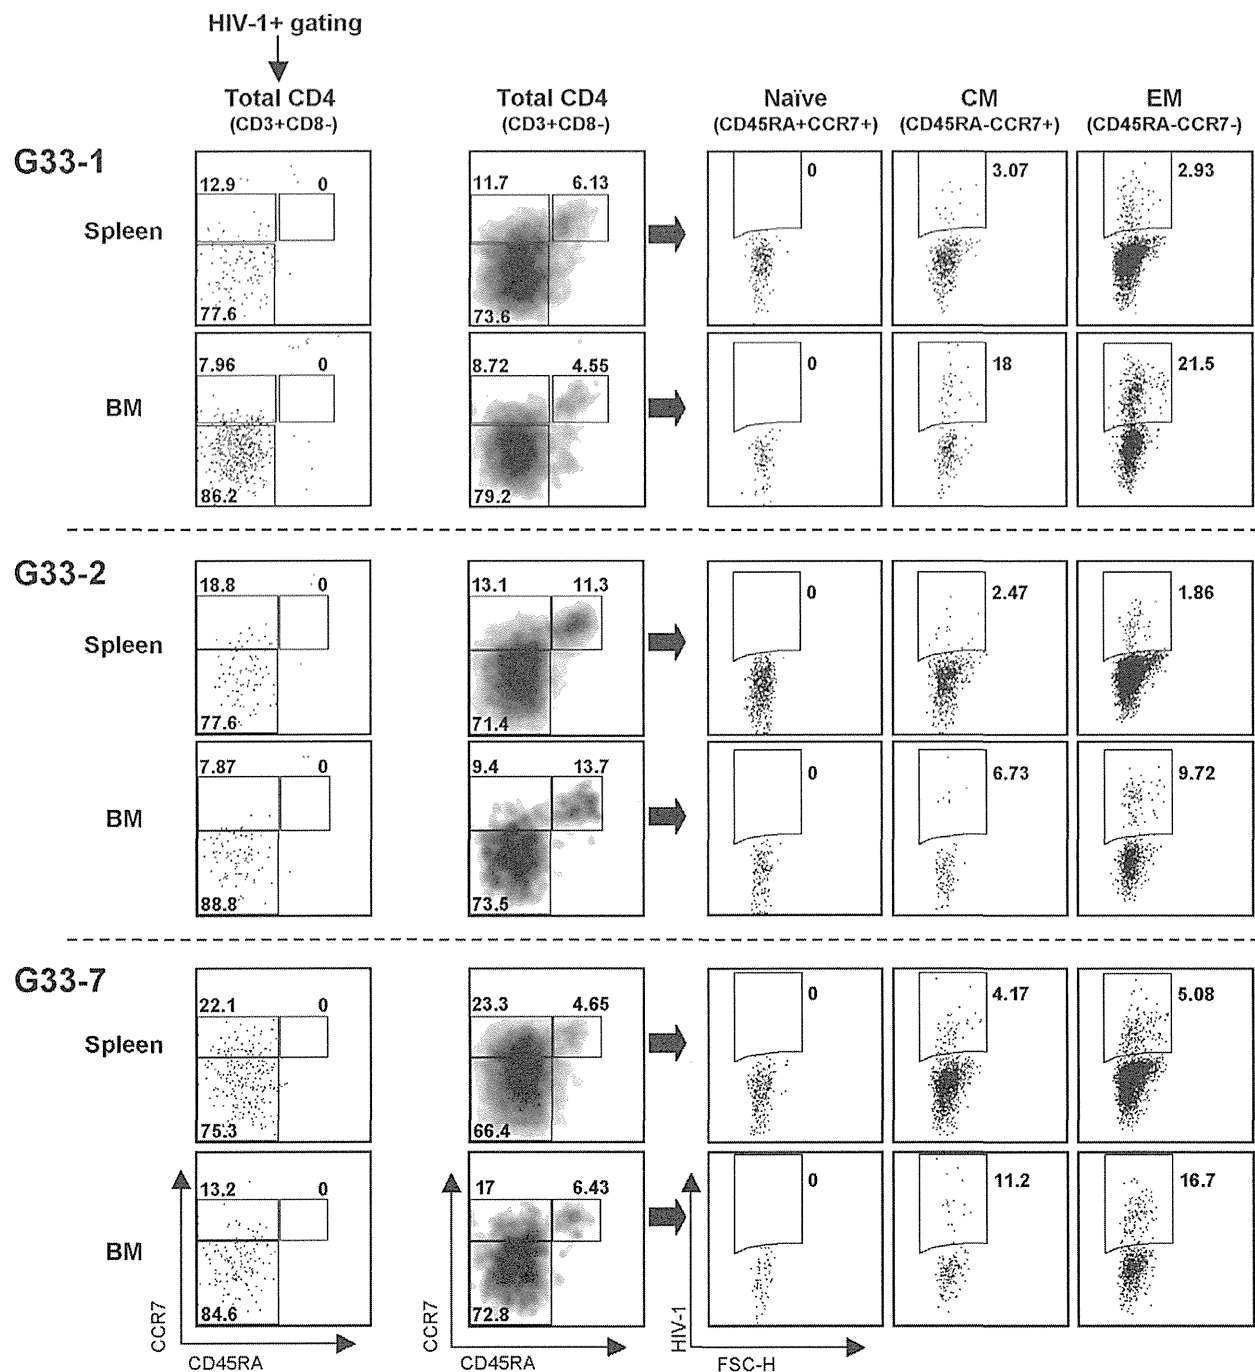 HIV-1+ gating
Total CD4 Total CD4 Naïve CM EM
(CD3+CD8-) (CD3+CD8-) (CD45RA+CCR7+) (CD45RA-CCR7+) (CD45RA-CCR7-)
G33-1
12.9 0 11.7 6.13 0 3.07 2.93
Spleen
77.6 73.6
7.96 0 8.72 4.55 0 18 21.5
BM
86.2 79.2
G33-2
18.8 0 13.1 11.3 0 2.47 1.86
Spleen
77.6 71.4
7.87 0 9.4 13.7 0 6.73 9.72
BM
88.8 73.5
G33-7
22.1 0 23.3 4.65 0 4.17 5.08
Spleen
75.3 66.4
13.2 0 17 6.43 0 11.2 16.7
BM
84.6 72.8
CCR7 CCR7 HIV-1
CD45RA CD45RA FSC-H